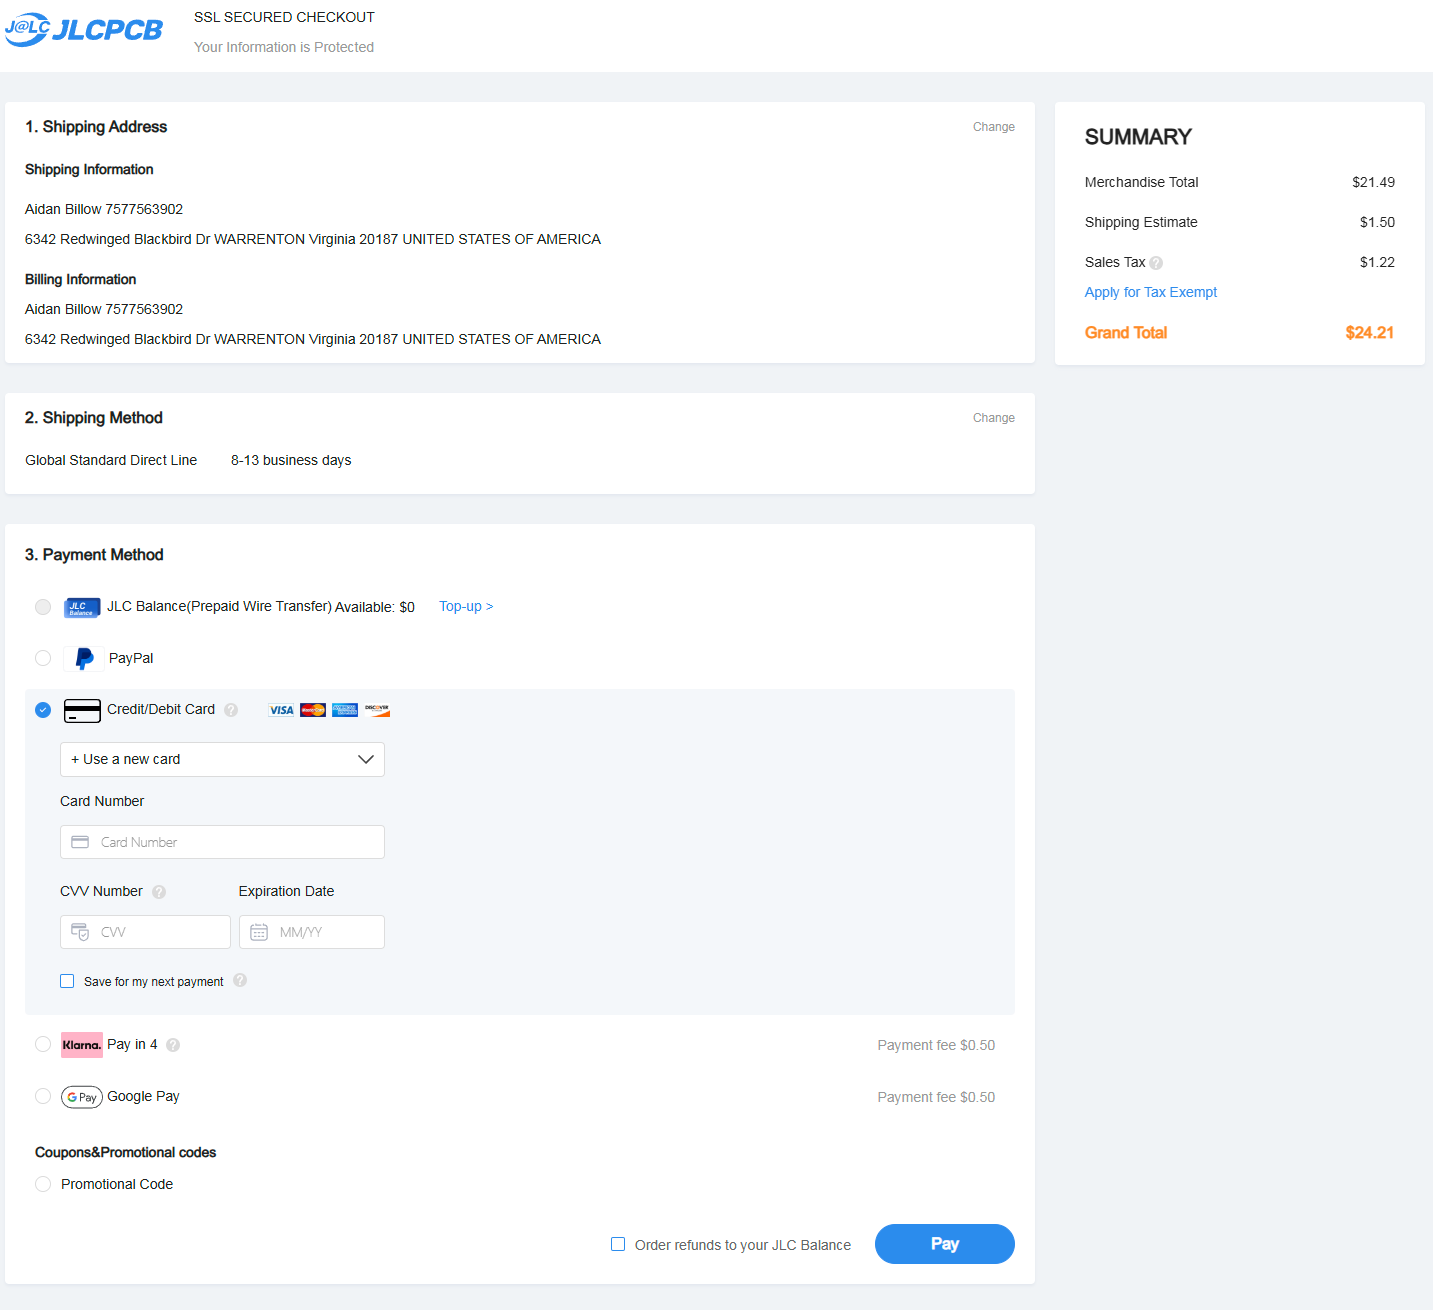 J@LC JLCPCB
SSL SECURED CHECKOUT
Your Information is Protected
1. Shipping Address
Change
Shipping Information
Aidan Billow 7577563902
6342 Redwinged Blackbird Dr WARRENTON Virginia 20187 UNITED STATES OF AMERICA
Billing Information
Aidan Billow 7577563902
6342 Redwinged Blackbird Dr WARRENTON Virginia 20187 UNITED STATES OF AMERICA
2. Shipping Method
Change
Global Standard Direct Line 8-13 business days
3. Payment Method
JLC Balance JLC Balance(Prepaid Wire Transfer) Available: $0 Top-up >
PayPal
Credit/Debit Card ? VISA MasterCard AMERICAN EXPRESS DISCOVER
+ Use a new card
Card Number
Card Number
CVV Number ? Expiration Date
CVV MM/YY
Save for my next payment ?
Klarna. Pay in 4 ? Payment fee $0.50
G Pay Google Pay Payment fee $0.50
Coupons&Promotional codes
Promotional Code
Order refunds to your JLC Balance Pay
SUMMARY
Merchandise Total $21.49
Shipping Estimate $1.50
Sales Tax ? $1.22
Apply for Tax Exempt
Grand Total $24.21